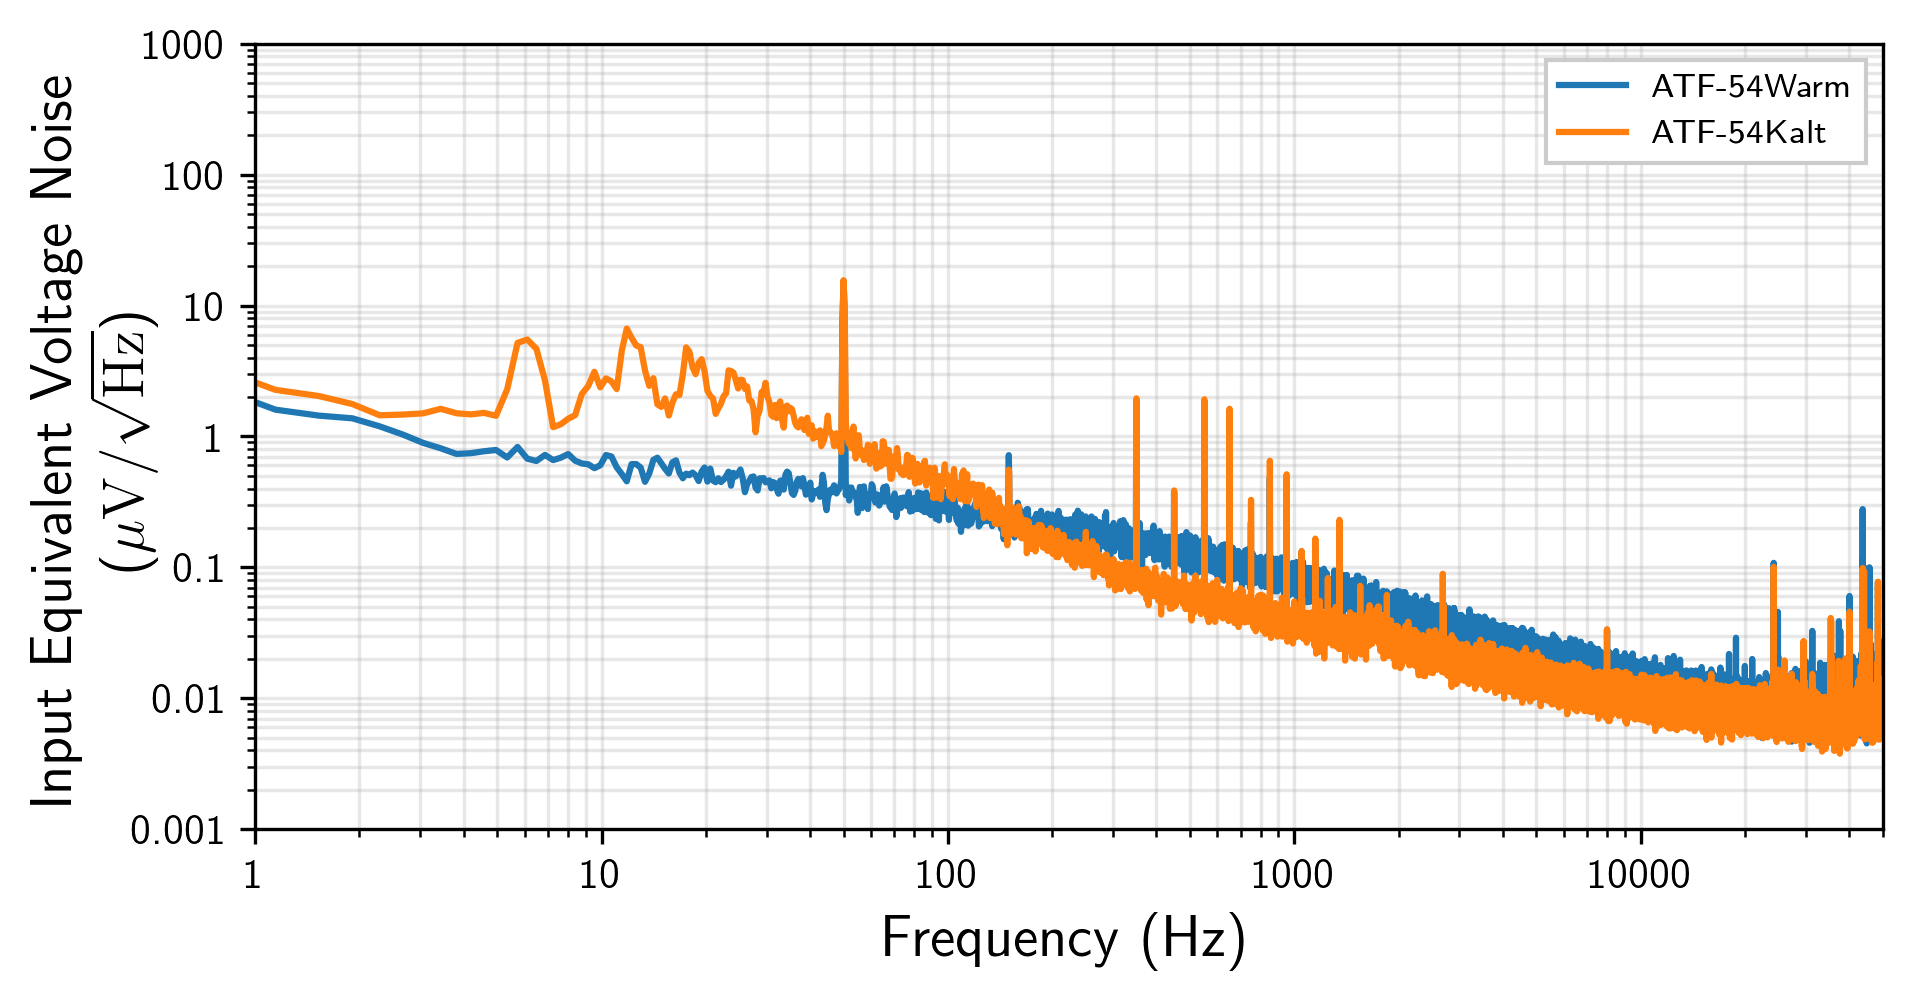 Input Equivalent Voltage Noise
(μV/√Hz)
1000
100
10
1
0.1
0.01
0.001
1
10
100
1000
10000
Frequency (Hz)
ATF-54Warm
ATF-54Kalt